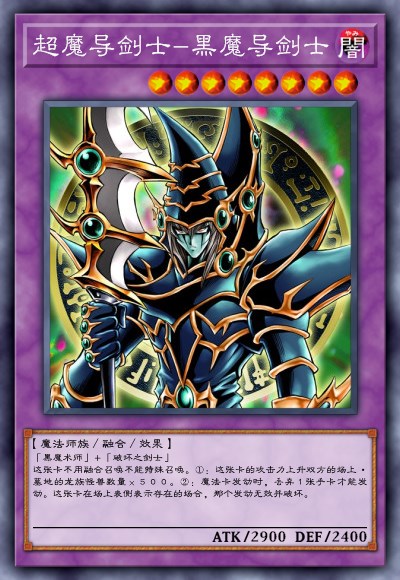 超魔导剑士-黑魔导剑士
やみ
闇
【魔法师族／融合／效果】
「黑魔术师」+「破坏之剑士」
这张卡不用融合召唤不能特殊召唤。①：这张卡的攻击力上升双方的场上·
墓地的龙族怪兽数量×５００。②：魔法卡发动时，丢弃1张手卡才能发
动。这张卡在场上表侧表示存在的场合，那个发动无效并破坏。
ATK/2900 DEF/2400